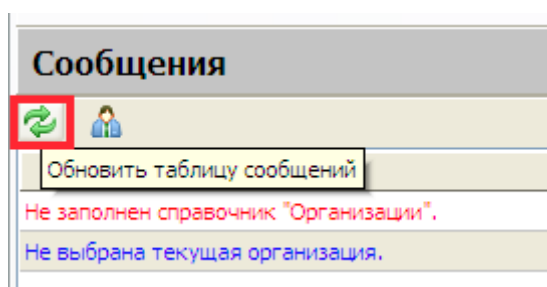 Сообщения
Обновить таблицу сообщений
Не заполнен справочник "Организации".
Не выбрана текущая организация.